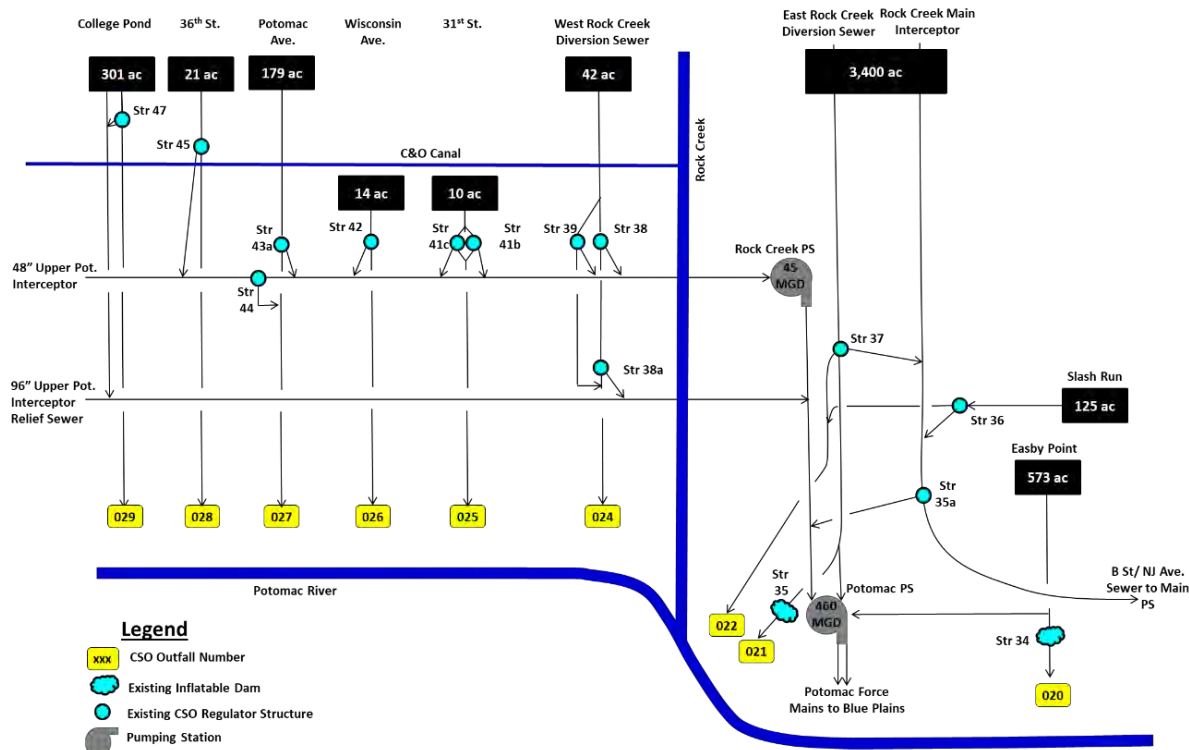 College Pond
36th St.
Potomac
Ave.
Wisconsin
Ave.
31st St.
West Rock Creek
Diversion Sewer
East Rock Creek
Diversion Sewer
Rock Creek Main
Interceptor
301 ac
21 ac
179 ac
42 ac
3,400 ac
Str 47
Str 45
C&O Canal
Rock Creek
14 ac
10 ac
Str
43a
Str 42
Str
41c
Str
41b
Str 39
Str 38
Rock Creek PS
45
MGD
48" Upper Pot.
Interceptor
Str
44
Str 37
Str 38a
Slash Run
125 ac
96" Upper Pot.
Interceptor
Relief Sewer
Str 36
Easby Point
573 ac
Str
35a
029
028
027
026
025
024
Potomac River
Str
35
Potomac PS
460
MGD
B St/ NJ Ave.
Sewer to Main
PS
022
021
Str 34
020
Potomac Force
Mains to Blue Plains
Legend
xxx CSO Outfall Number
Existing Inflatable Dam
Existing CSO Regulator Structure
Pumping Station